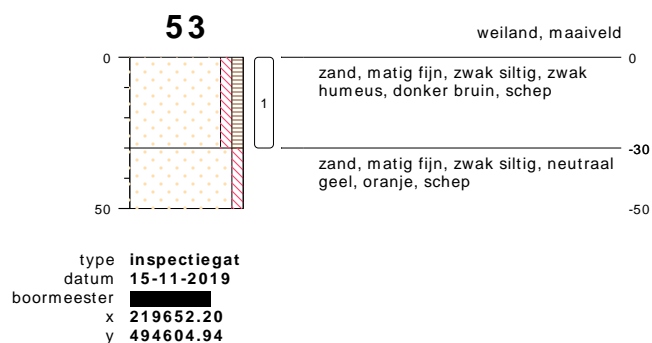 53
weiland, maaiveld
0
0
zand, matig fijn, zwak siltig, zwak
humeus, donker bruin, schep
1
-30
zand, matig fijn, zwak siltig, neutraal
geel, oranje, schep
50
-50
type inspectiegat
datum 15-11-2019
boormeester
x 219652.20
y 494604.94